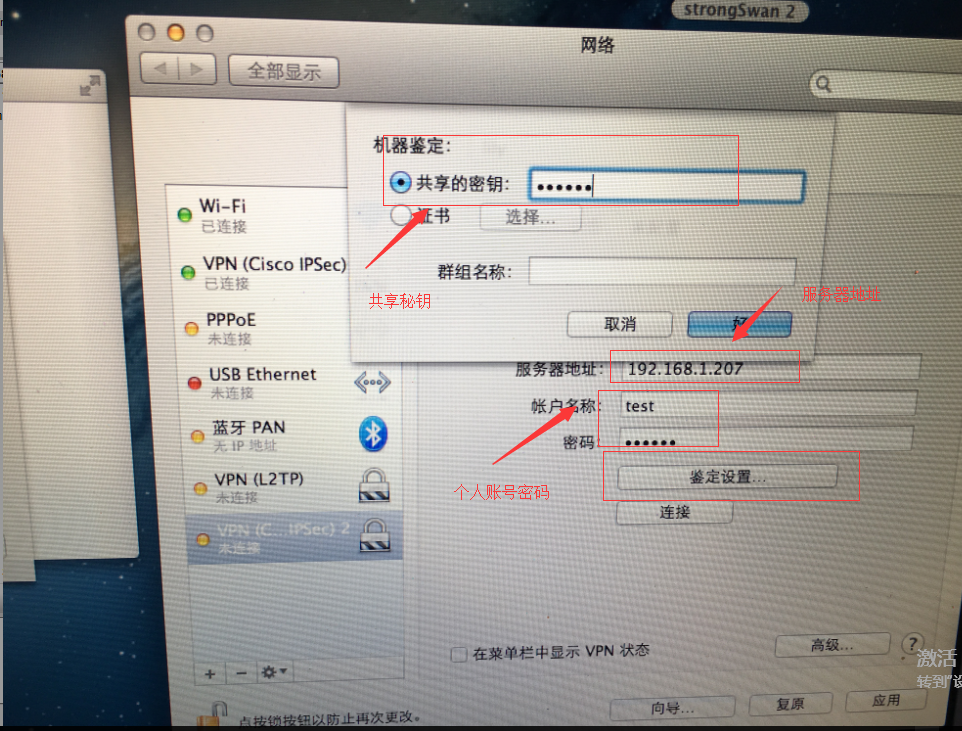 strongSwan 2
网络
全部显示
机器鉴定:
共享的密钥: ••••••
证书 选择...
群组名称:
取消 好
共享秘钥
服务器地址
Wi-Fi
已连接
VPN (Cisco IPSec)
已连接
PPPoE
未连接
USB Ethernet
未连接
蓝牙 PAN
无 IP 地址
VPN (L2TP)
未连接
VPN (C... IPSec) 2
未连接
服务器地址: 192.168.1.207
帐户名称: test
密码: ••••••
个人账号密码
鉴定设置...
连接
在菜单栏中显示 VPN 状态
高级... ?
点按锁按钮以防止再次更改。
向导... 复原 应用
激活
转到"设